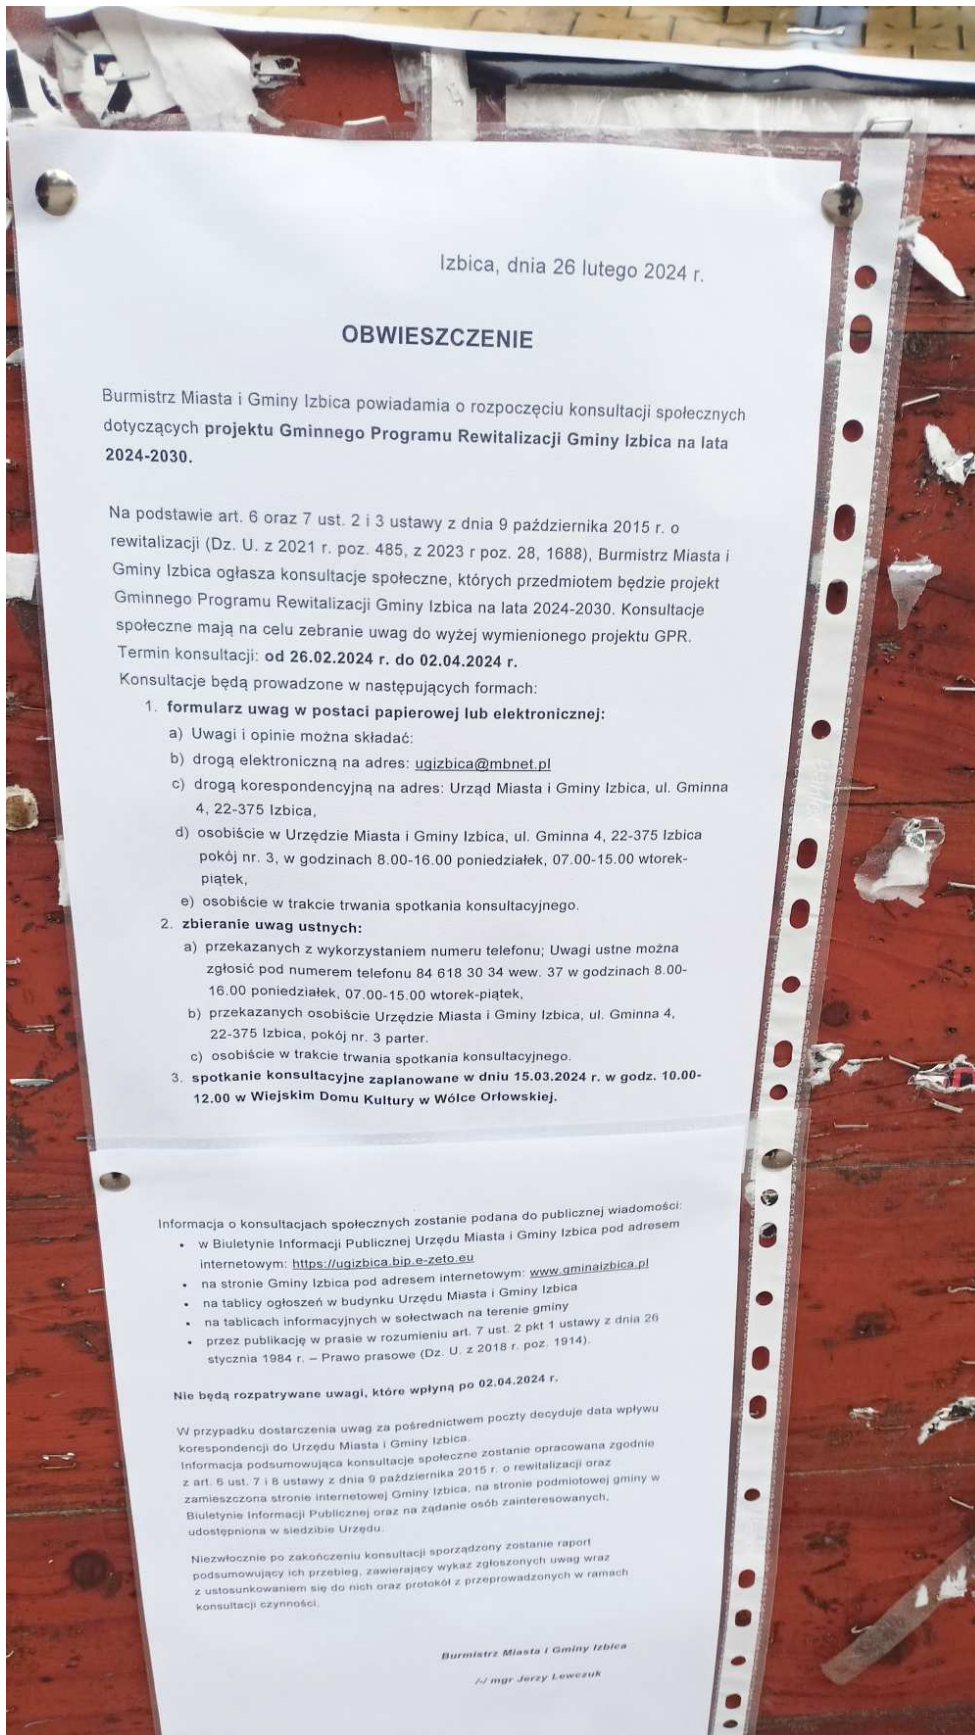 Izbica, dnia 26 lutego 2024 r.
OBWIESZCZENIE
Burmistrz Miasta i Gminy Izbica powiadamia o rozpoczęciu konsultacji społecznych
dotyczących projektu Gminnego Programu Rewitalizacji Gminy Izbica na lata
2024-2030.
Na podstawie art. 6 oraz 7 ust. 2 i 3 ustawy z dnia 9 października 2015 r. o
rewitalizacji (Dz. U. z 2021 r. poz. 485, z 2023 r poz. 28, 1688), Burmistrz Miasta i
Gminy Izbica ogłasza konsultacje społeczne, których przedmiotem będzie projekt
Gminnego Programu Rewitalizacji Gminy Izbica na lata 2024-2030. Konsultacje
społeczne mają na celu zebranie uwag do wyżej wymienionego projektu GPR.
Termin konsultacji: od 26.02.2024 r. do 02.04.2024 r.
Konsultacje będą prowadzone w następujących formach:
1. formularz uwag w postaci papierowej lub elektronicznej:
a) Uwagi i opinie można składać:
b) drogą elektroniczną na adres: ugizbica@mbnet.pl
c) drogą korespondencyjną na adres: Urząd Miasta i Gminy Izbica, ul. Gminna
4, 22-375 Izbica,
d) osobiście w Urzędzie Miasta i Gminy Izbica, ul. Gminna 4, 22-375 Izbica
pokój nr. 3, w godzinach 8.00-16.00 poniedziałek, 07.00-15.00 wtorek-
piątek,
e) osobiście w trakcie trwania spotkania konsultacyjnego.
2. zbieranie uwag ustnych:
a) przekazanych z wykorzystaniem numeru telefonu; Uwagi ustne można
zgłosić pod numerem telefonu 84 618 30 34 wew. 37 w godzinach 8.00-
16.00 poniedziałek, 07.00-15.00 wtorek-piątek,
b) przekazanych osobiście Urzędzie Miasta i Gminy Izbica, ul. Gminna 4,
22-375 Izbica, pokój nr. 3 parter.
c) osobiście w trakcie trwania spotkania konsultacyjnego.
3. spotkanie konsultacyjne zaplanowane w dniu 15.03.2024 r. w godz. 10.00-
12.00 w Wiejskim Domu Kultury w Wólce Orłowskiej.
Informacja o konsultacjach społecznych zostanie podana do publicznej wiadomości:
• w Biuletynie Informacji Publicznej Urzędu Miasta i Gminy Izbica pod adresem
internetowym: https://ugizbica.bip.e-zeto.eu
• na stronie Gminy Izbica pod adresem internetowym: www.gminaizbica.pl
• na tablicy ogłoszeń w budynku Urzędu Miasta i Gminy Izbica
• na tablicach informacyjnych w sołectwach na terenie gminy
• przez publikację w prasie w rozumieniu art. 7 ust. 2 pkt 1 ustawy z dnia 26
stycznia 1984 r. – Prawo prasowe (Dz. U. z 2018 r. poz. 1914).
Nie będą rozpatrywane uwagi, które wpłyną po 02.04.2024 r.
W przypadku dostarczenia uwag za pośrednictwem poczty decyduje data wpływu
korespondencji do Urzędu Miasta i Gminy Izbica.
Informacja podsumowująca konsultacje społeczne zostanie opracowana zgodnie
z art. 6 ust. 7 i 8 ustawy z dnia 9 października 2015 r. o rewitalizacji oraz
zamieszczona stronie internetowej Gminy Izbica, na stronie podmiotowej gminy w
Biuletynie Informacji Publicznej oraz na żądanie osób zainteresowanych,
udostępniona w siedzibie Urzędu.
Niezwłocznie po zakończeniu konsultacji sporządzony zostanie raport
podsumowujący ich przebieg, zawierający wykaz zgłoszonych uwag wraz
z ustosunkowaniem się do nich oraz protokół z przeprowadzonych w ramach
konsultacji czynności.
Burmistrz Miasta i Gminy Izbica
/-/ mgr Jerzy Lewczuk